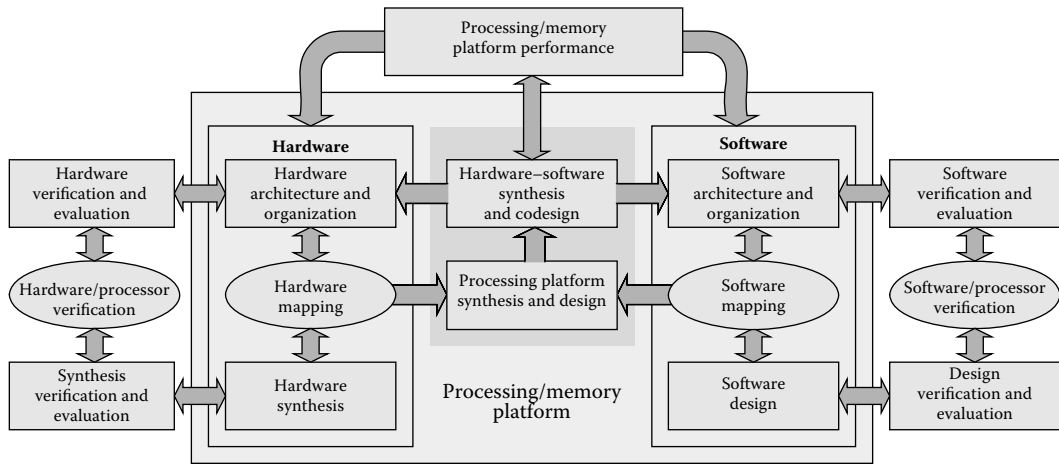 Processing/memory
platform performance
Hardware
Software
Hardware
verification and
evaluation
Hardware
architecture and
organization
Hardware–software
synthesis
and codesign
Software
architecture and
organization
Software
verification and
evaluation
Hardware/processor
verification
Hardware
mapping
Processing platform
synthesis and design
Software
mapping
Software/processor
verification
Synthesis
verification and
evaluation
Hardware
synthesis
Processing/memory
platform
Software
design
Design
verification and
evaluation